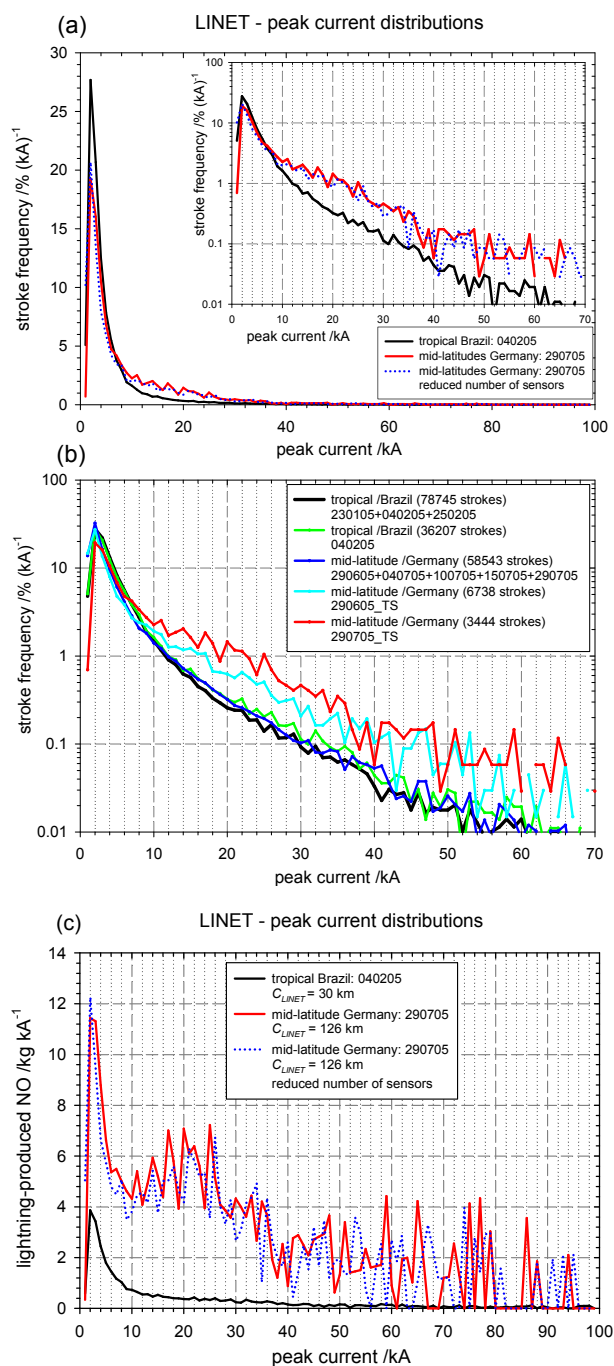 (a)
LINET - peak current distributions
30
25
20
15
10
5
0
stroke frequency /% (kA)⁻¹
100
10
1
0.1
0.01
stroke frequency /% (kA)⁻¹
0 10 20 30 40 50 60 70
peak current /kA
tropical Brazil: 040205
mid-latitudes Germany: 290705
mid-latitudes Germany: 290705
reduced number of sensors
0 20 40 60 80 100
peak current /kA
(b)
100
10
1
0.1
0.01
stroke frequency /% (kA)⁻¹
tropical /Brazil (78745 strokes)
230105+040205+250205
tropical /Brazil (36207 strokes)
040205
mid-latitude /Germany (58543 strokes)
290605+040705+100705+150705+290705
mid-latitude /Germany (6738 strokes)
290605_TS
mid-latitude /Germany (3444 strokes)
290705_TS
0 10 20 30 40 50 60 70
peak current /kA
(c)
LINET - peak current distributions
14
12
10
8
6
4
2
0
lightning-produced NO /kg kA⁻¹
tropical Brazil: 040205
C_LINET = 30 km
mid-latitude Germany: 290705
C_LINET = 126 km
mid-latitude Germany: 290705
C_LINET = 126 km
reduced number of sensors
0 10 20 30 40 50 60 70 80 90 100
peak current /kA